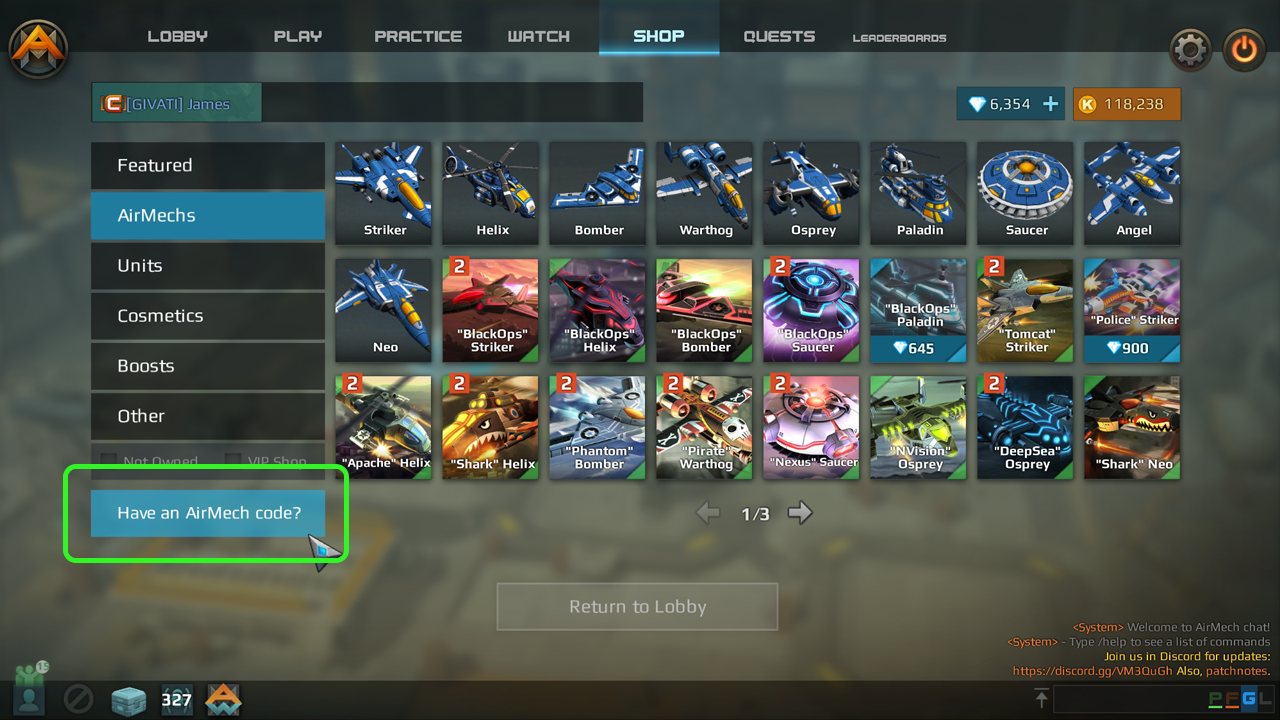 LOBBY
PLAY
PRACTICE
WATCH
SHOP
QUESTS
LEADERBOARDS
C [GIVATI] James
6,354 +
K 118,238
Featured
AirMechs
Units
Cosmetics
Boosts
Other
Not Owned
VIP Shop
Have an AirMech code?
Striker
Helix
Bomber
Warthog
Osprey
Paladin
Saucer
Angel
Neo
2
"BlackOps"
Striker
"BlackOps"
Helix
"BlackOps"
Bomber
2
"BlackOps"
Saucer
"BlackOps"
Paladin
645
2
"Tomcat"
Striker
"Police" Striker
900
2
"Apache" Helix
2
"Shark" Helix
2
"Phantom"
Bomber
2
"Pirate"
Warthog
2
"Nexus" Saucer
"NVision"
Osprey
2
"DeepSea"
Osprey
"Shark" Neo
1/3
Return to Lobby
<System> Welcome to AirMech chat!
<System> - Type /help to see a list of commands
Join us in Discord for updates:
https://discord.gg/VM3QuGh Also, patchnotes.
15
327
P F G L